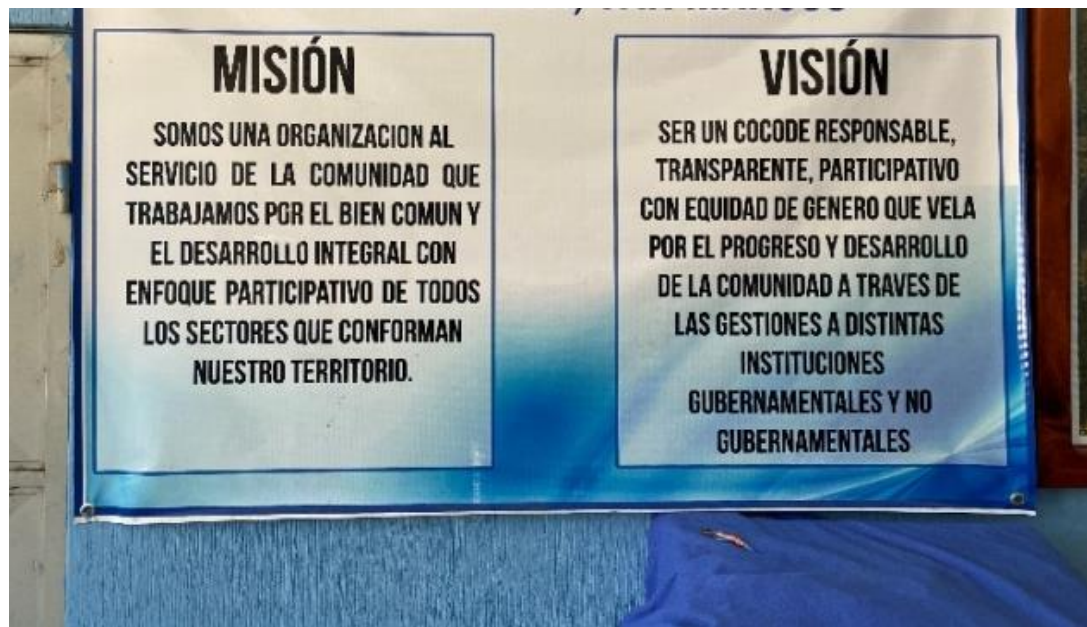 MISIÓN
SOMOS UNA ORGANIZACION AL
SERVICIO DE LA COMUNIDAD QUE
TRABAJAMOS POR EL BIEN COMUN Y
EL DESARROLLO INTEGRAL CON
ENFOQUE PARTICIPATIVO DE TODOS
LOS SECTORES QUE CONFORMAN
NUESTRO TERRITORIO.
VISIÓN
SER UN COCODE RESPONSABLE,
TRANSPARENTE, PARTICIPATIVO
CON EQUIDAD DE GENERO QUE VELA
POR EL PROGRESO Y DESARROLLO
DE LA COMUNIDAD A TRAVES DE
LAS GESTIONES A DISTINTAS
INSTITUCIONES
GUBERNAMENTALES Y NO
GUBERNAMENTALES